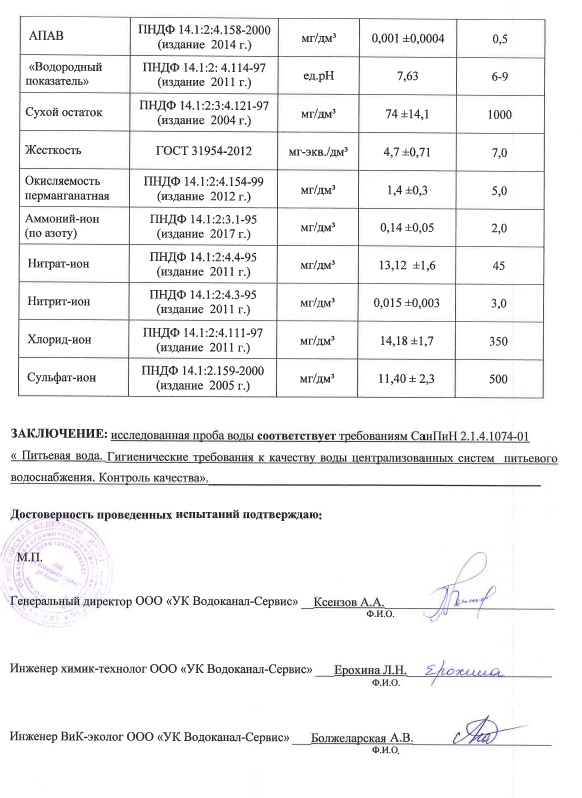 АПАВ ПНДФ 14.1:2:4.158-2000 (издание 2014 г.) мг/дм³ 0,001 ±0,0004 0,5
«Водородный показатель» ПНДФ 14.1:2: 4.114-97 (издание 2011 г.) ед.pH 7,63 6-9
Сухой остаток ПНДФ 14.1:2:3:4.121-97 (издание 2004 г.) мг/дм³ 74 ±14,1 1000
Жесткость ГОСТ 31954-2012 мг-экв./дм³ 4,7 ±0,71 7,0
Окисляемость перманганатная ПНДФ 14.1:2:4.154-99 (издание 2012 г.) мг/дм³ 1,4 ±0,3 5,0
Аммоний-ион (по азоту) ПНДФ 14.1:2:3.1-95 (издание 2017 г.) мг/дм³ 0,14 ±0,05 2,0
Нитрат-ион ПНДФ 14.1:2:4.4-95 (издание 2011 г.) мг/дм³ 13,12 ±1,6 45
Нитрит-ион ПНДФ 14.1:2:4.3-95 (издание 2011 г.) мг/дм³ 0,015 ±0,003 3,0
Хлорид-ион ПНДФ 14.1:2:4.111-97 (издание 2011 г.) мг/дм³ 14,18 ±1,7 350
Сульфат-ион ПНДФ 14.1:2.159-2000 (издание 2005 г.) мг/дм³ 11,40 ± 2,3 500
ЗАКЛЮЧЕНИЕ: исследованная проба воды соответствует требованиям СанПиН 2.1.4.1074-01
« Питьевая вода. Гигиенические требования к качеству воды централизованных систем питьевого
водоснабжения. Контроль качества».
Достоверность проведенных испытаний подтверждаю:
М.П.
Генеральный директор ООО «УК Водоканал-Сервис» Ксензов А.А.
Ф.И.О.
Инженер химик-технолог ООО «УК Водоканал-Сервис» Ерохина Л.Н. Ерохина
Ф.И.О.
Инженер ВиК-эколог ООО «УК Водоканал-Сервис» Болжеларская А.В.
Ф.И.О.